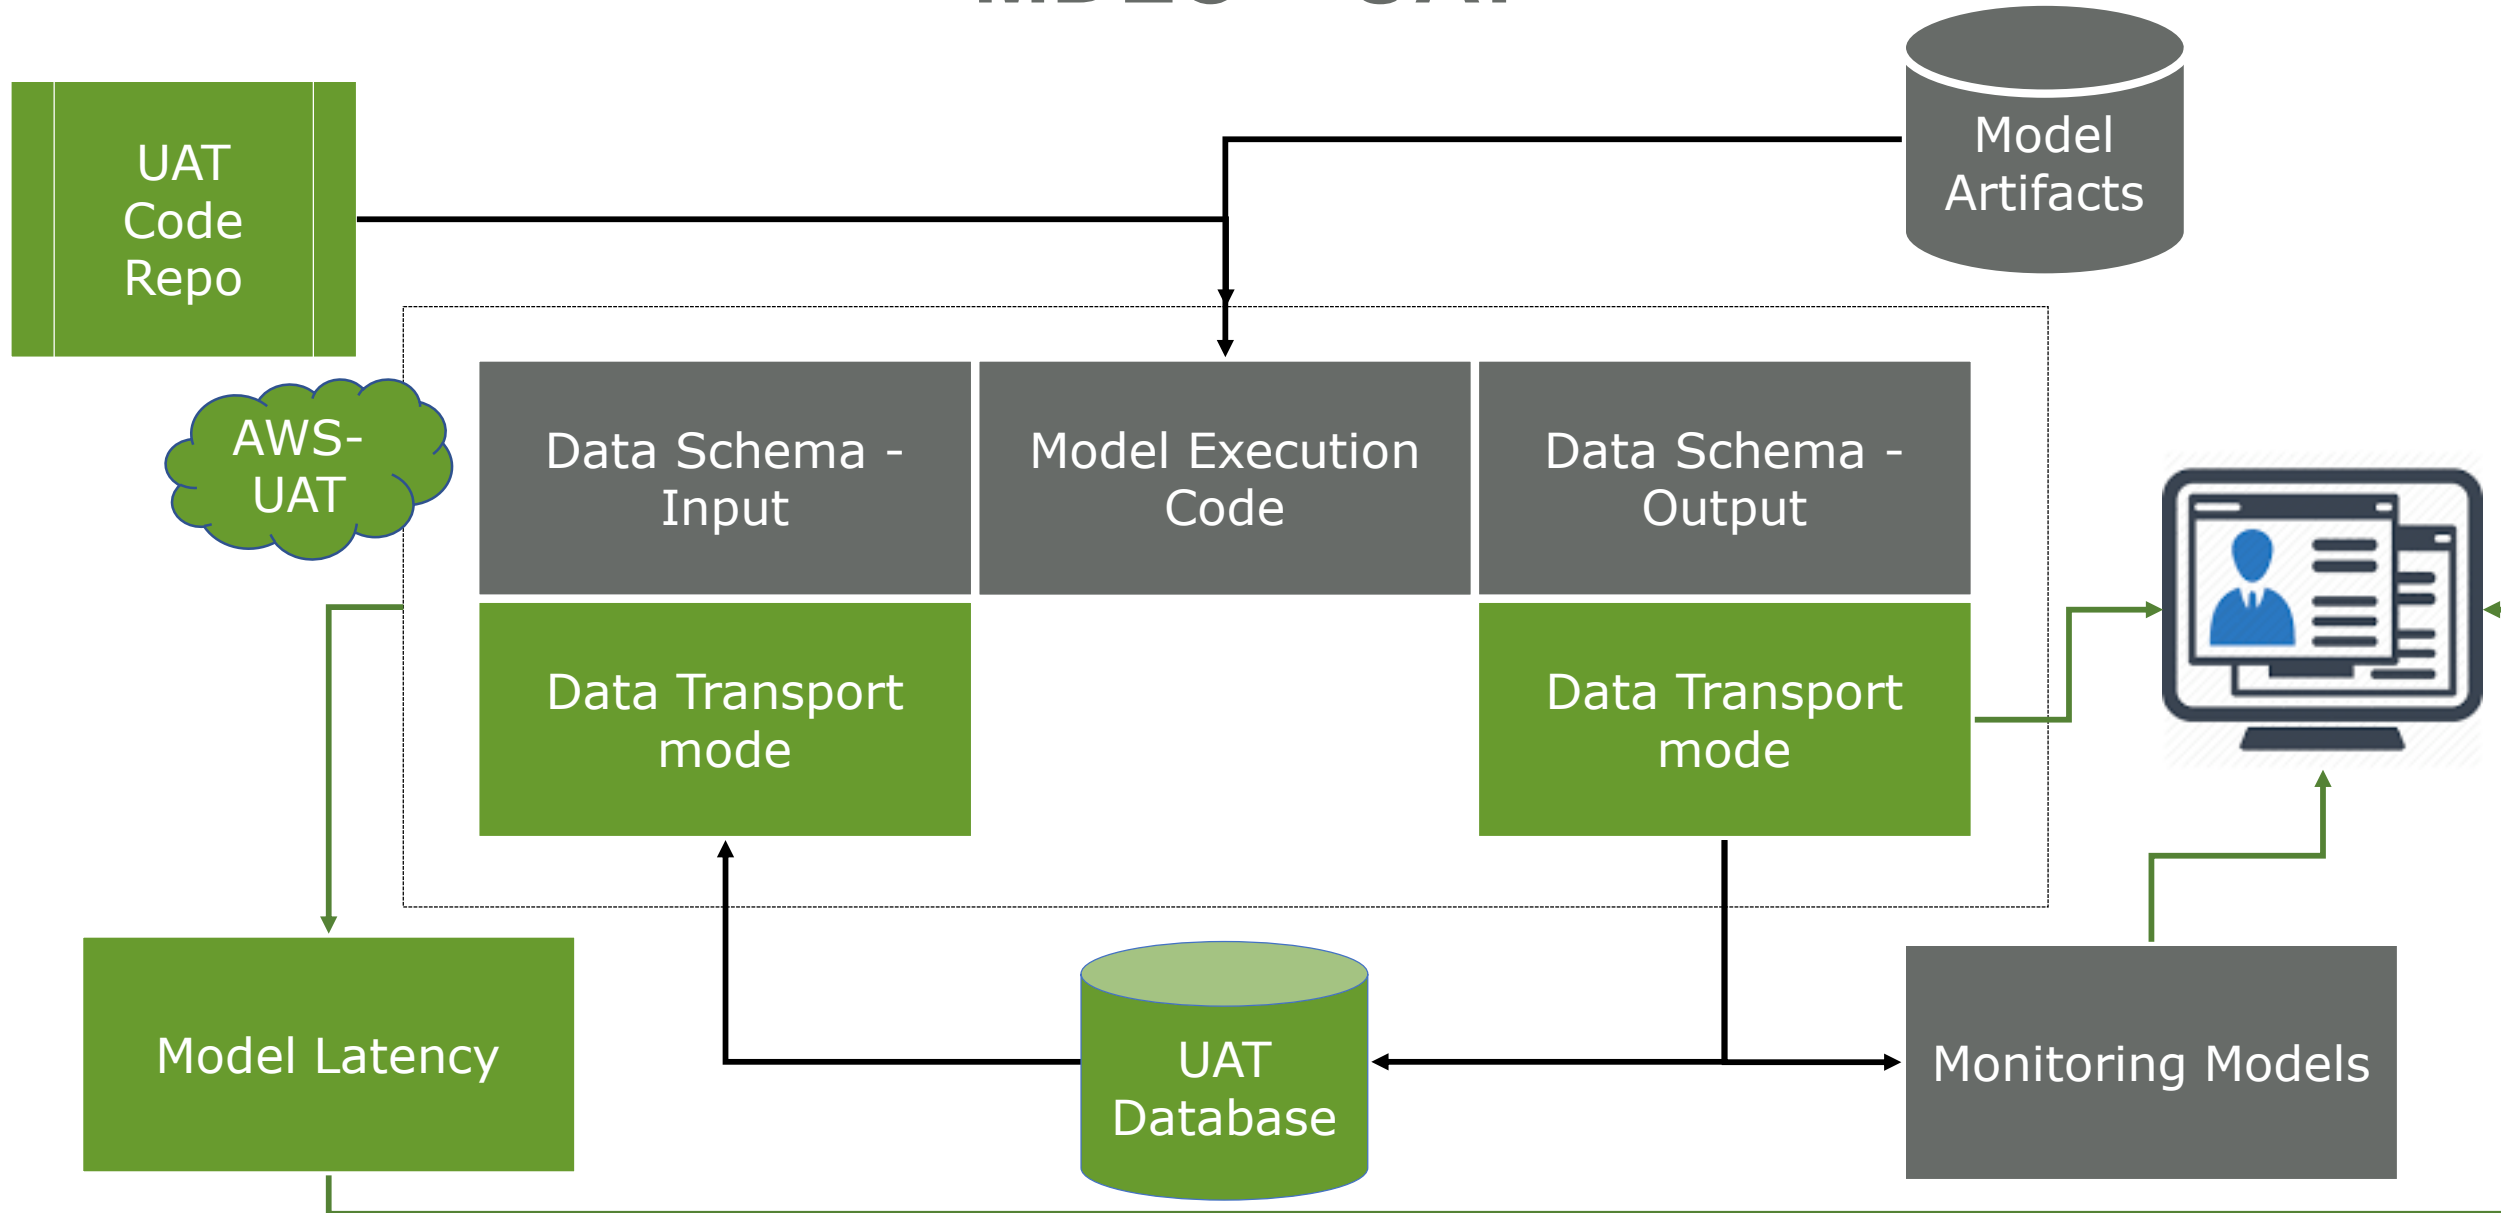 UAT
Code
Repo
Model
Artifacts
AWS-
UAT
Data Schema -
Input
Model Execution
Code
Data Schema -
Output
Data Transport
mode
Data Transport
mode
Model Latency
UAT
Database
Monitoring Models